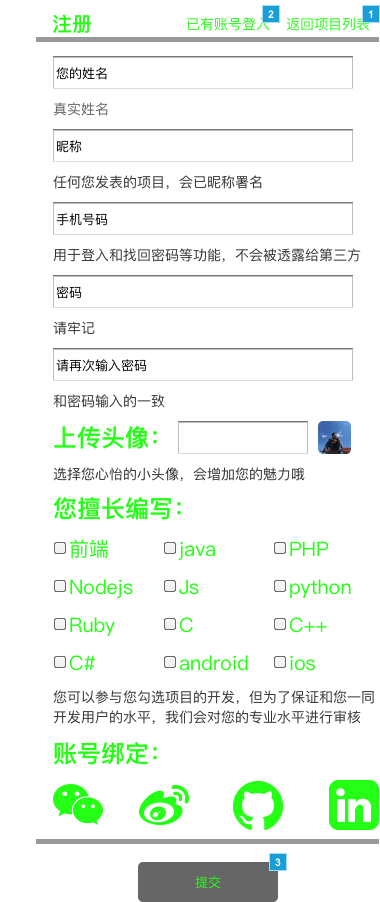 注册 已有账号登入 2 返回项目列表 1
您的姓名
真实姓名
昵称
任何您发表的项目，会已昵称署名
手机号码
用于登入和找回密码等功能，不会被透露给第三方
密码
请牢记
请再次输入密码
和密码输入的一致
上传头像：
选择您心怡的小头像，会增加您的魅力哦
您擅长编写：
前端 java PHP
Nodejs Js python
Ruby C C++
C# android ios
您可以参与您勾选项目的开发，但为了保证和您一同
开发用户的水平，我们会对您的专业水平进行审核
账号绑定：
in
3
提交